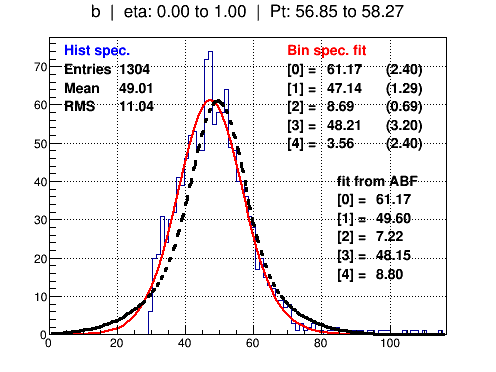 b | eta: 0.00 to 1.00 | Pt: 56.85 to 58.27
Hist spec.
Entries 1304
Mean 49.01
RMS 11.04
Bin spec. fit
[0] = 61.17 (2.40)
[1] = 47.14 (1.29)
[2] = 8.69 (0.69)
[3] = 48.21 (3.20)
[4] = 3.56 (2.40)
fit from ABF
[0] = 61.17
[1] = 49.60
[2] = 7.22
[3] = 48.15
[4] = 8.80
70
60
50
40
30
20
10
0
0 20 40 60 80 100